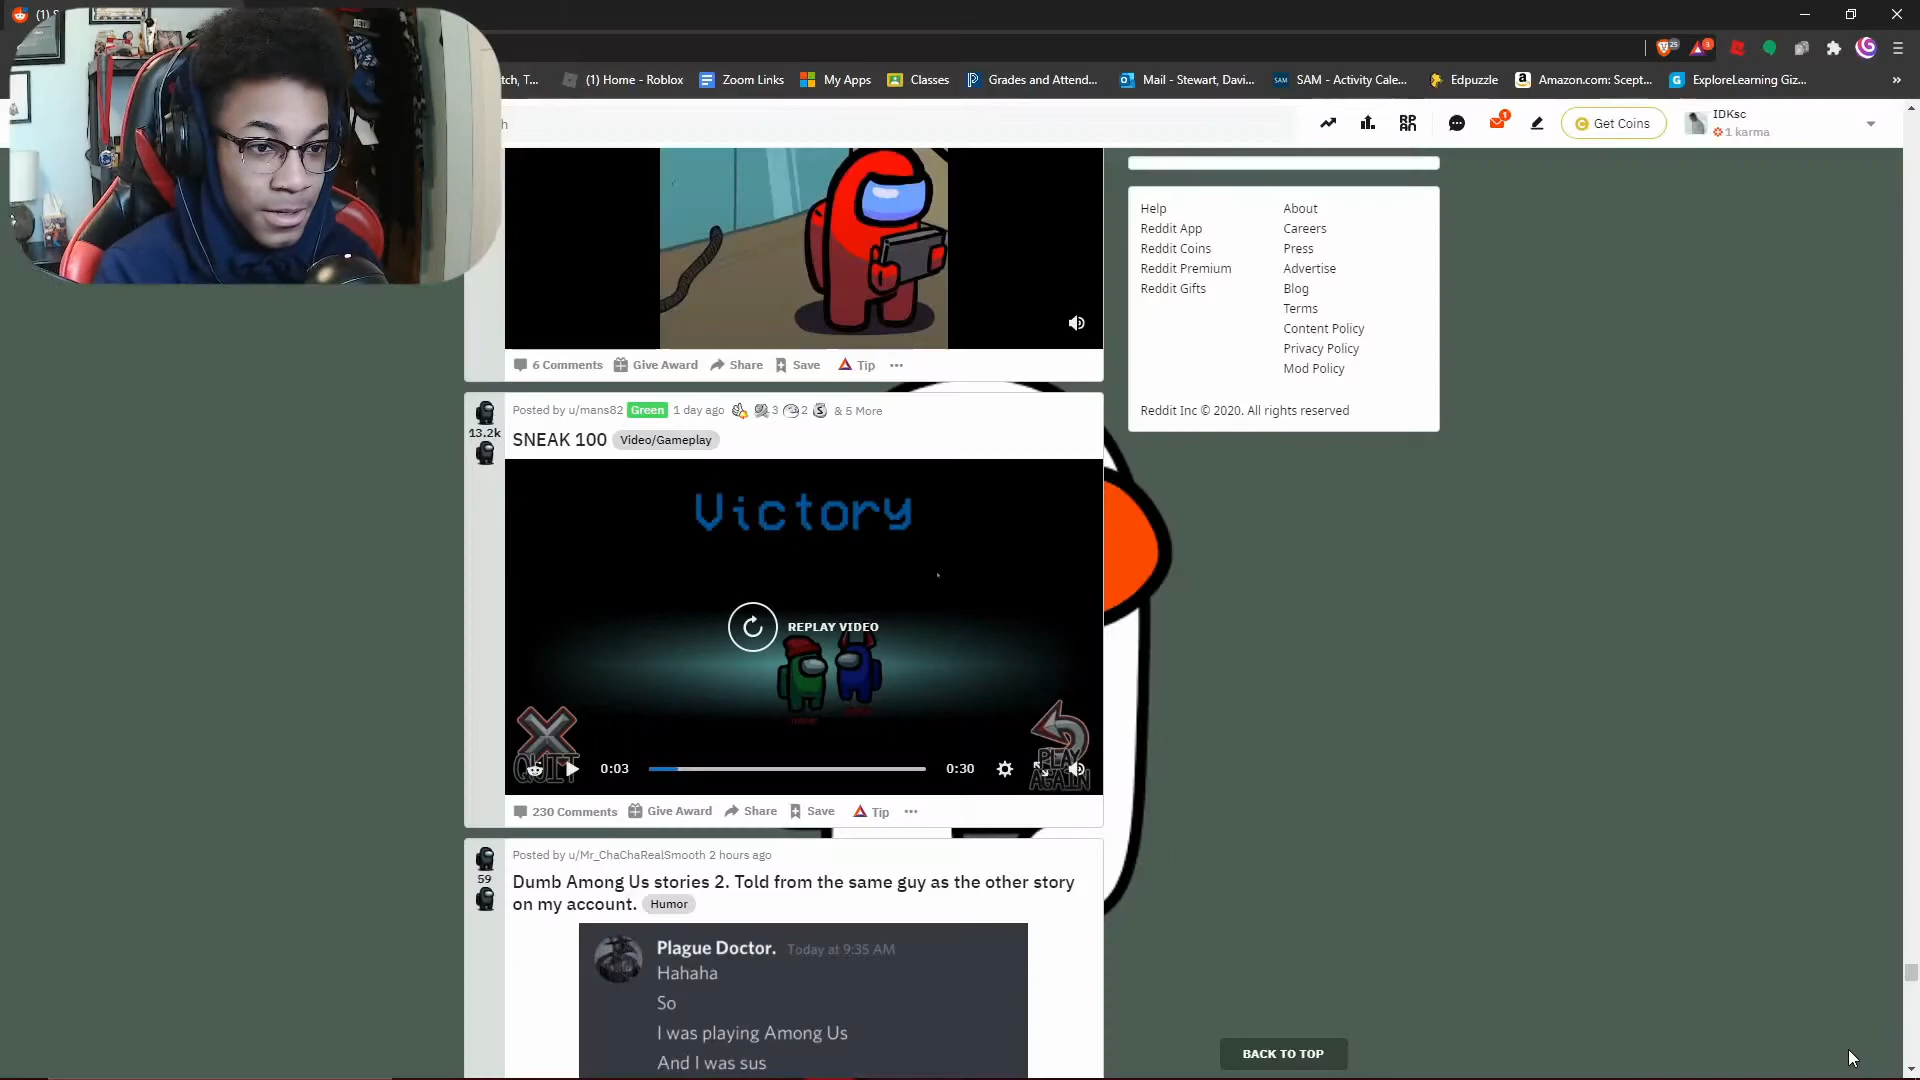 (1)
tch, T...
(1) Home - Roblox
Zoom Links
My Apps
Classes
Grades and Attend...
Mail - Stewart, Davi...
SAM
SAM - Activity Cale...
Edpuzzle
Amazon.com: Scept...
ExploreLearning Giz...
h
Get Coins
IDKsc
1 karma
6 Comments Give Award Share Save Tip
Help
Reddit App
Reddit Coins
Reddit Premium
Reddit Gifts
About
Careers
Press
Advertise
Blog
Terms
Content Policy
Privacy Policy
Mod Policy
Reddit Inc © 2020. All rights reserved
13.2k
Posted by u/mans82 Green 1 day ago 3 2 & 5 More
SNEAK 100 Video/Gameplay
Victory
REPLAY VIDEO
QUIT
PLAY
AGAIN
0:03
0:30
230 Comments Give Award Share Save Tip
59
Posted by u/Mr_ChaChaRealSmooth 2 hours ago
Dumb Among Us stories 2. Told from the same guy as the other story
on my account. Humor
Plague Doctor. Today at 9:35 AM
Hahaha
So
I was playing Among Us
And I was sus
BACK TO TOP